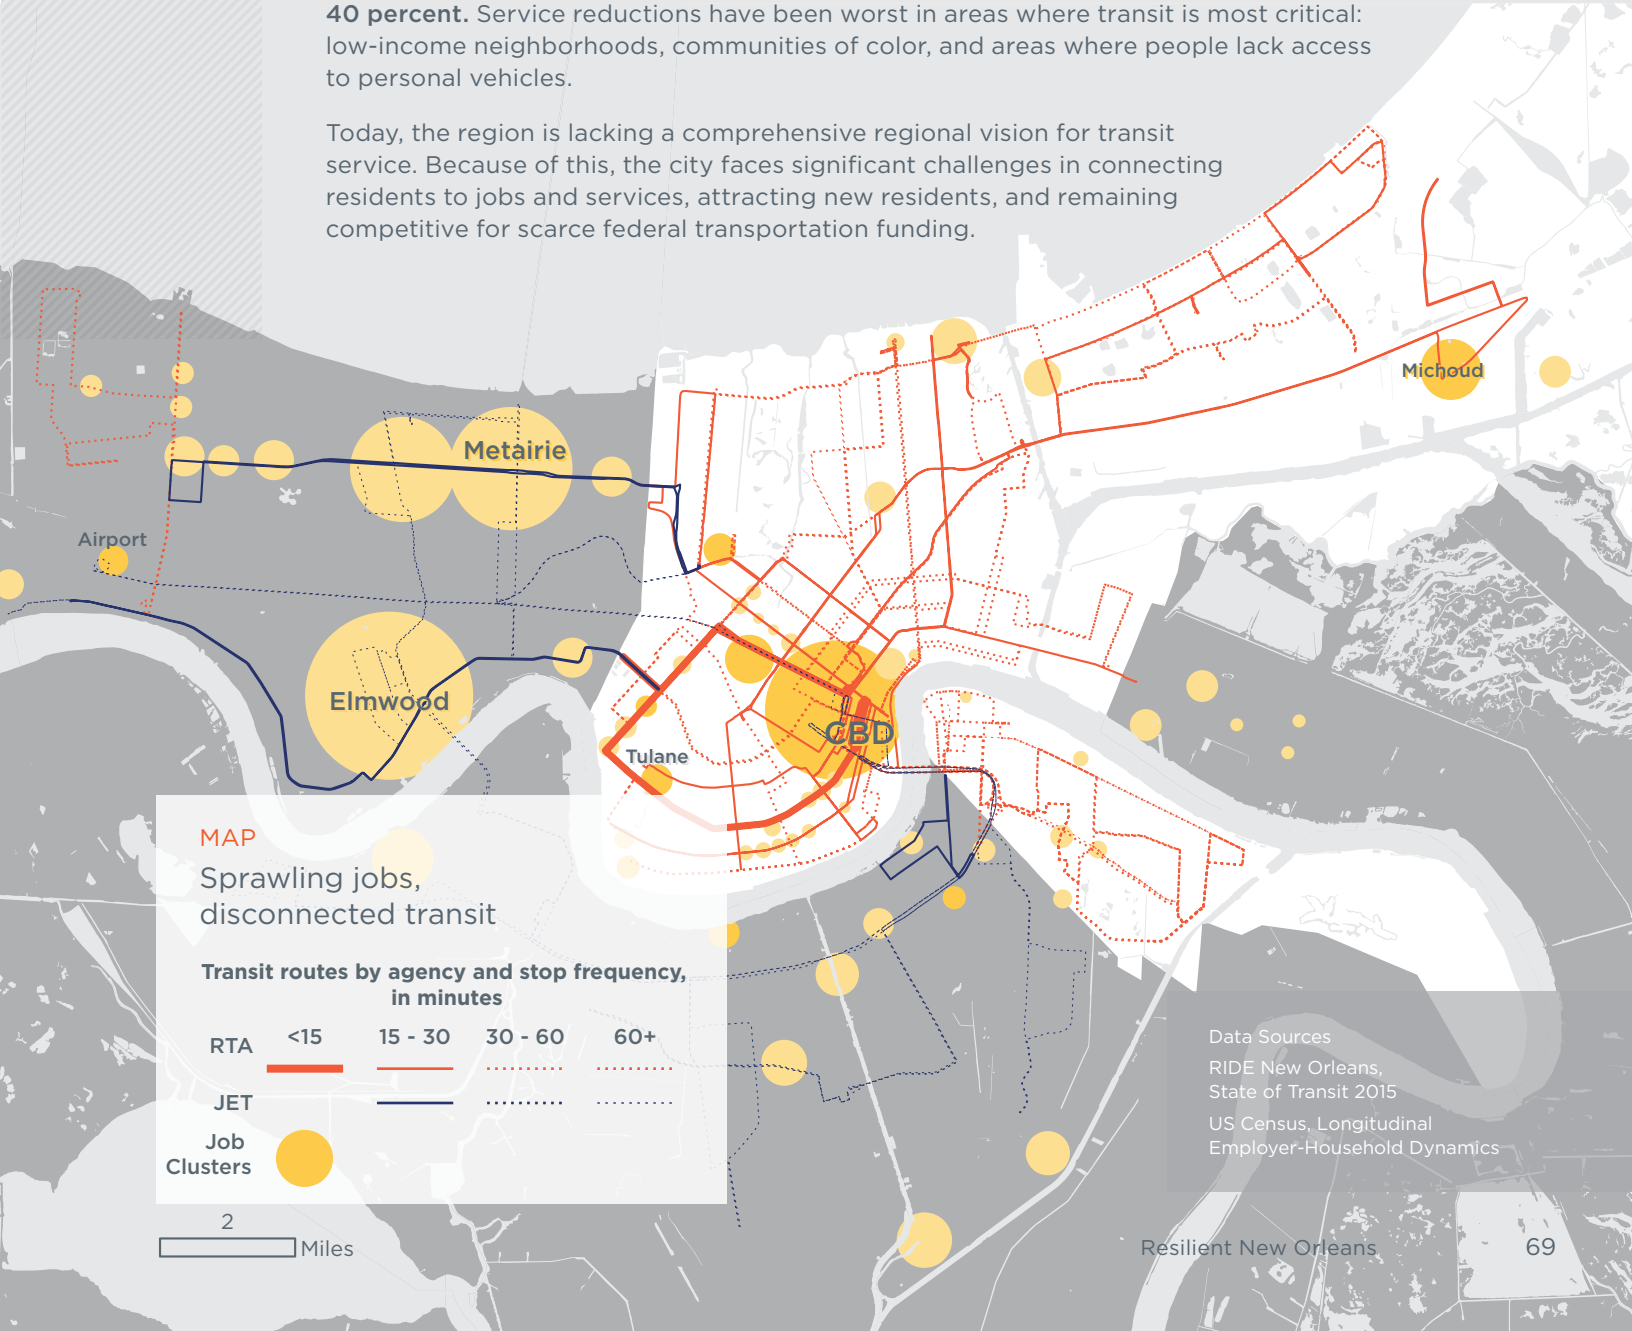 40 percent. Service reductions have been worst in areas where transit is most critical:
low-income neighborhoods, communities of color, and areas where people lack access
to personal vehicles.
Today, the region is lacking a comprehensive regional vision for transit
service. Because of this, the city faces significant challenges in connecting
residents to jobs and services, attracting new residents, and remaining
competitive for scarce federal transportation funding.
Michoud
Metairie
Airport
Elmwood
CBD
Tulane
MAP
Sprawling jobs,
disconnected transit
Transit routes by agency and stop frequency,
in minutes
<15 15 - 30 30 - 60 60+
RTA
JET
Job
Clusters
2
Miles
Data Sources
RIDE New Orleans,
State of Transit 2015
US Census, Longitudinal
Employer-Household Dynamics
Resilient New Orleans 69